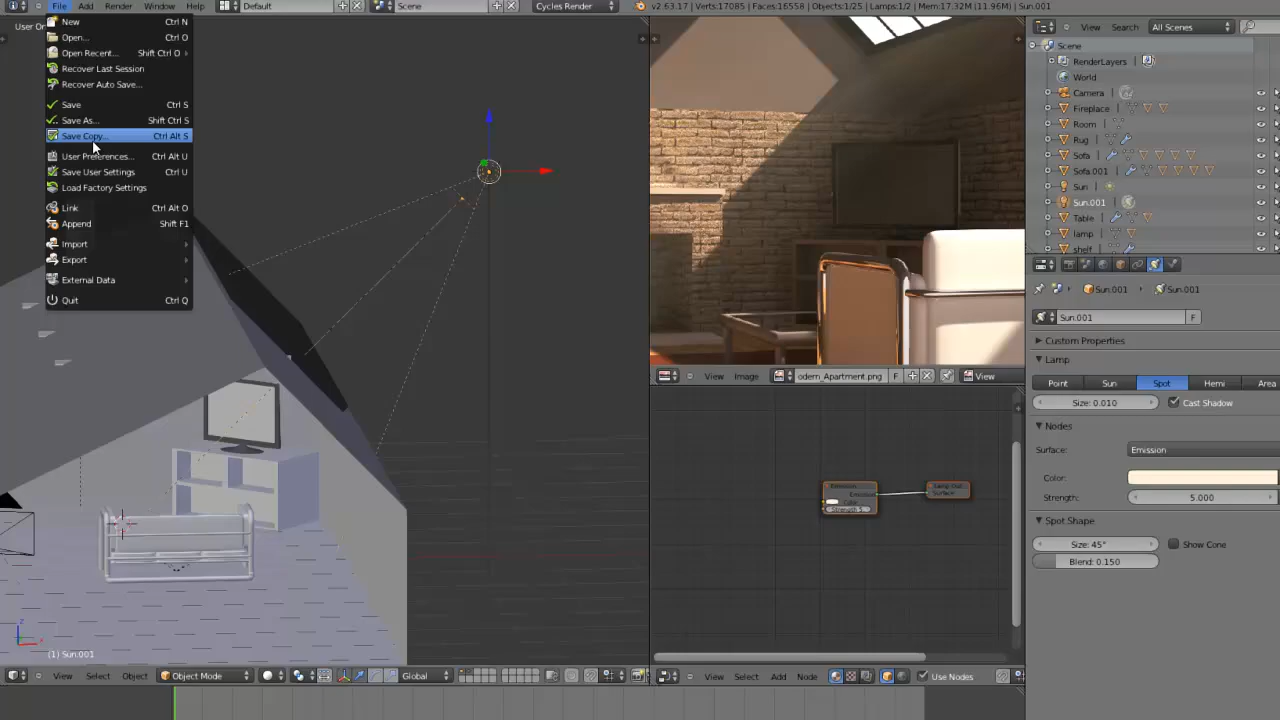 File Add Render Window Help Default Scene Cycles Render v2.63.17 | Verts:17085 | Faces:16558 | Objects:1/25 | Lamps:1/2 | Mem:17.32M (11.96M) | Sun.001
New Ctrl N
Open... Ctrl O
Open Recent... Shift Ctrl O
Recover Last Session
Recover Auto Save...
Save Ctrl S
Save As... Shift Ctrl S
Save Copy... Ctrl Alt S
User Preferences... Ctrl Alt U
Save User Settings Ctrl U
Load Factory Settings
Link Ctrl Alt O
Append Shift F1
Import
Export
External Data
Quit Ctrl Q
(1) Sun.001
View Select Object Object Mode Global
odern_Apartment.png F
View Image View
Emission
Emission
Color
Strength 5
Surface
View Select Add Node Use Nodes
View Search All Scenes
Scene
RenderLayers
World
Camera
Fireplace
Room
Rug
Sofa
Sofa.001
Sun
Sun.001
Table
lamp
shelf
Sun.001 Sun.001
Sun.001 F
Custom Properties
Lamp
Point Sun Spot Hemi Area
Size: 0.010 Cast Shadow
Nodes
Surface: Emission
Color:
Strength: 5.000
Spot Shape
Size: 45° Show Cone
Blend: 0.150